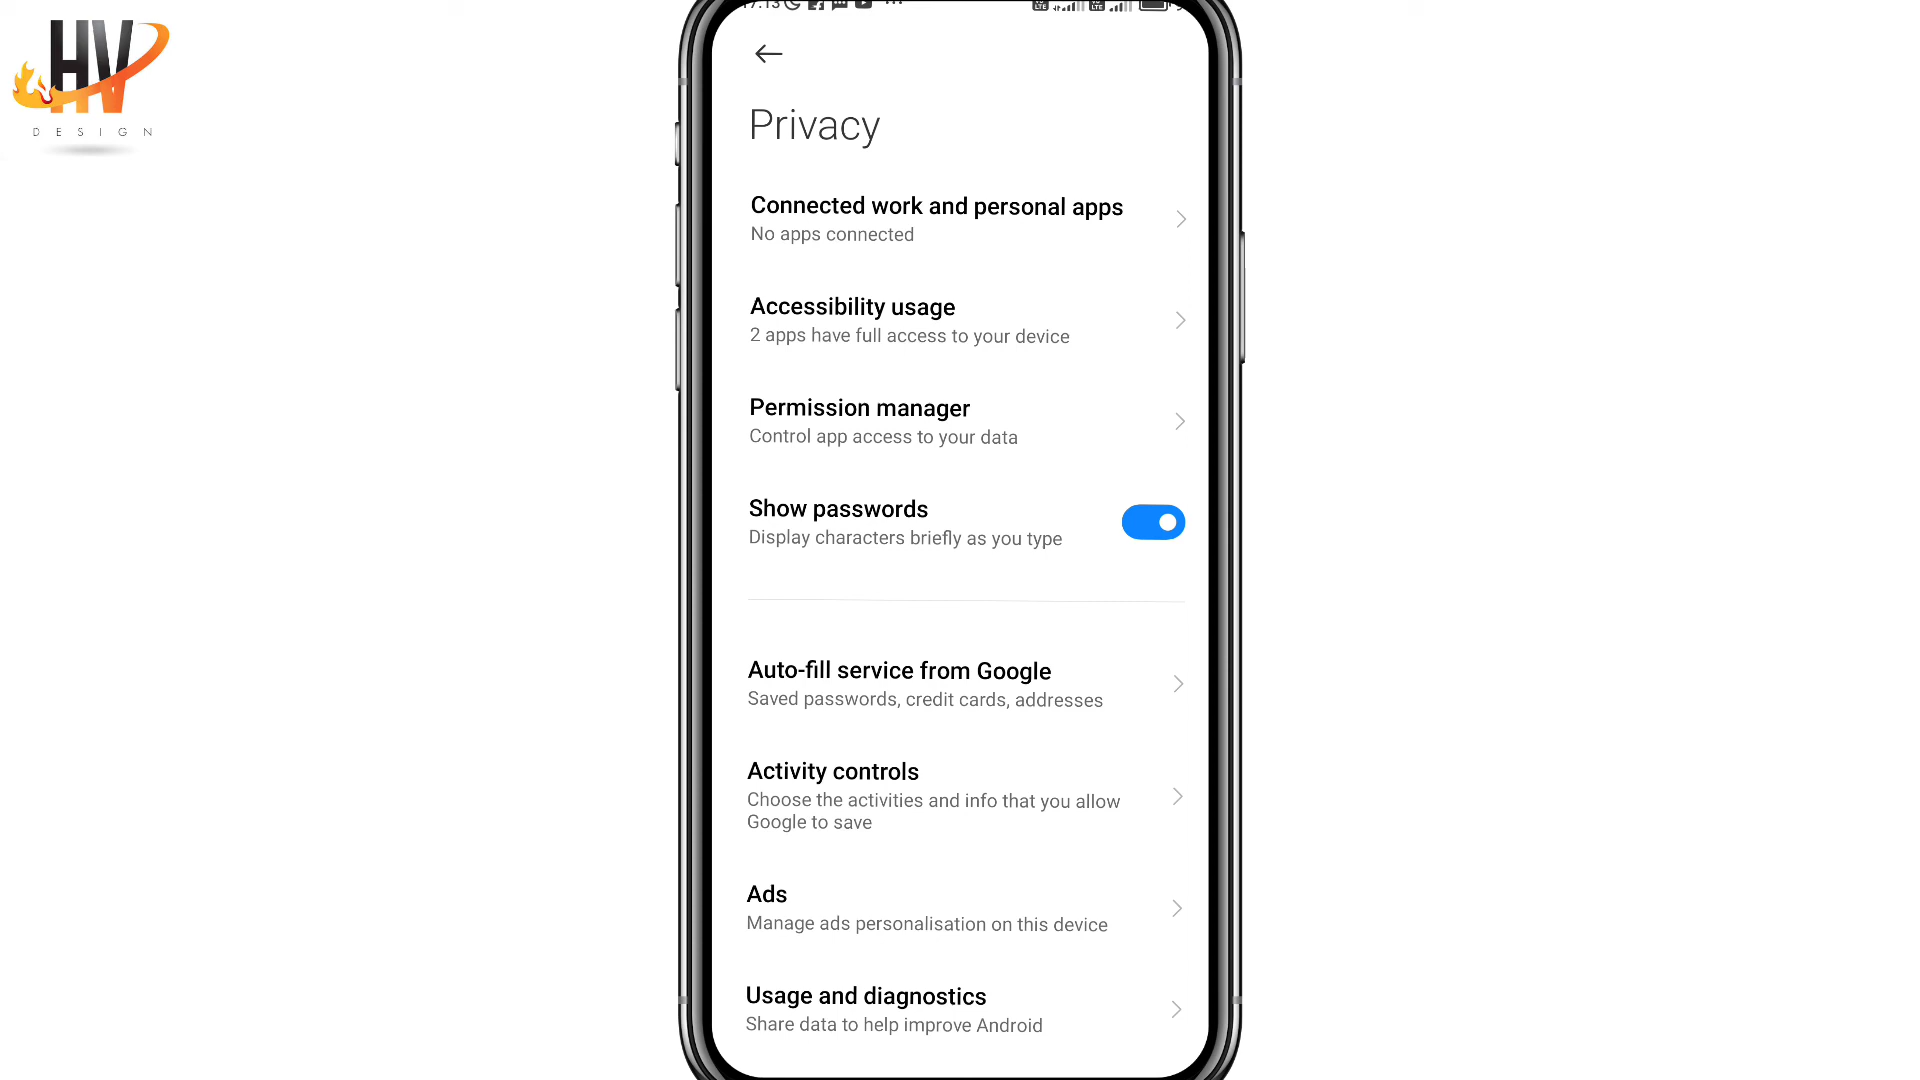 HV
DESIGN
Privacy
Connected work and personal apps
No apps connected
Accessibility usage
2 apps have full access to your device
Permission manager
Control app access to your data
Show passwords
Display characters briefly as you type
Auto-fill service from Google
Saved passwords, credit cards, addresses
Activity controls
Choose the activities and info that you allow
Google to save
Ads
Manage ads personalisation on this device
Usage and diagnostics
Share data to help improve Android